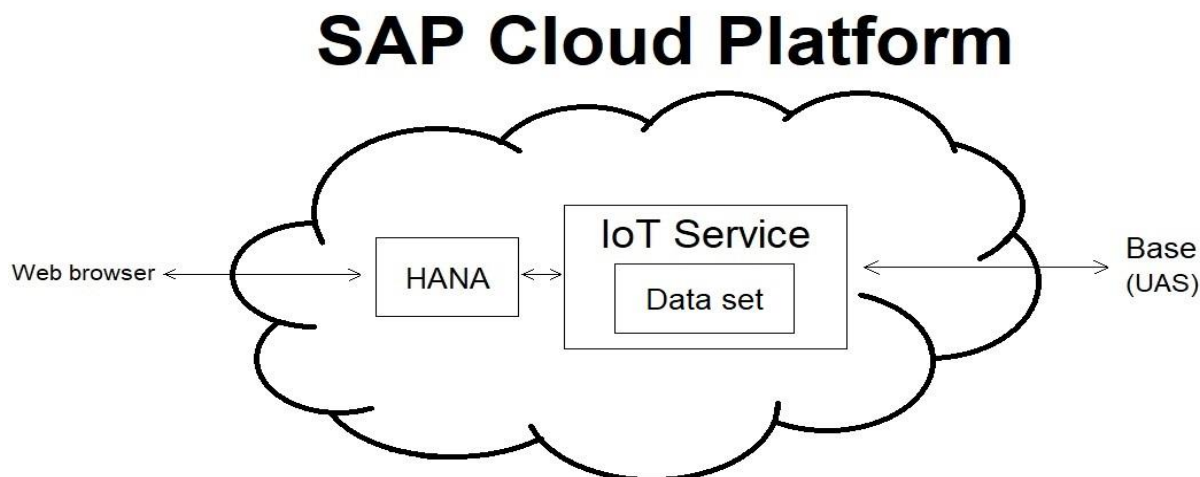 SAP Cloud Platform
IoT Service
Data set
HANA
Web browser
Base
(UAS)